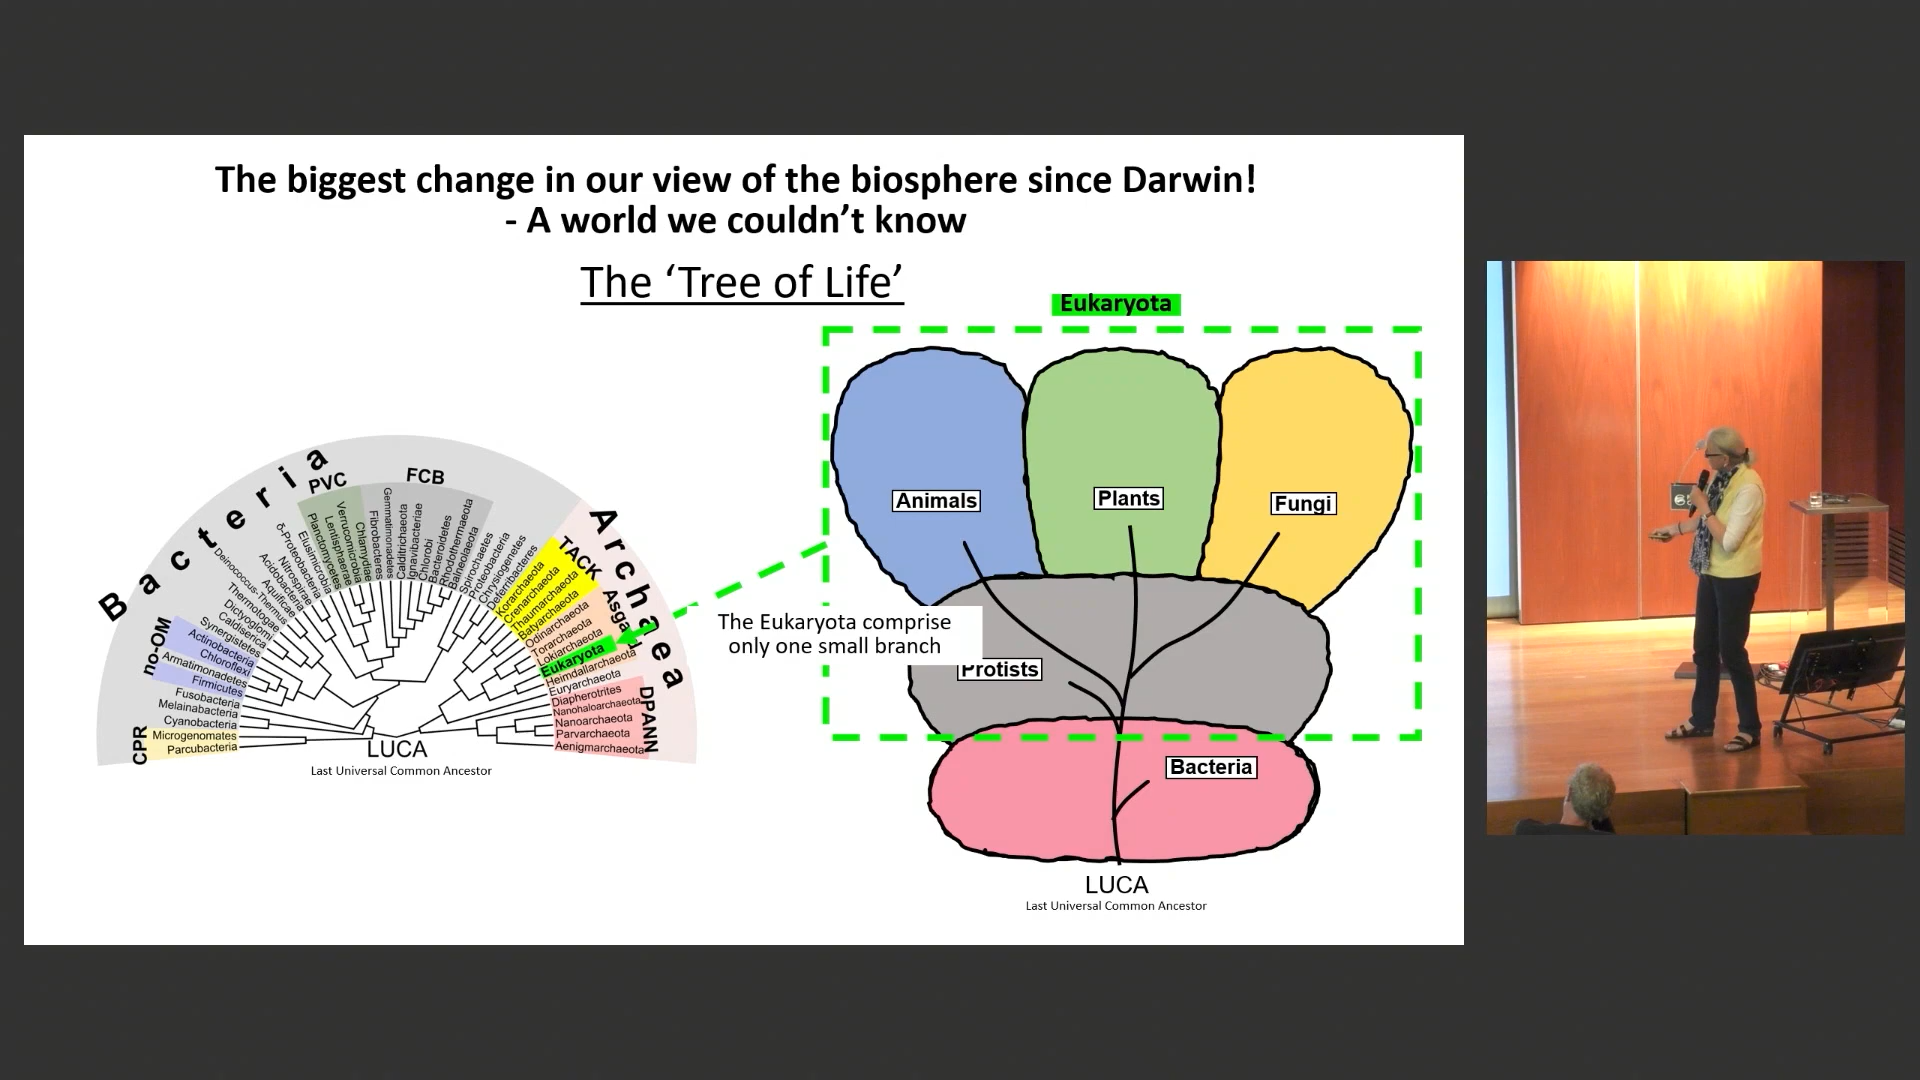 The biggest change in our view of the biosphere since Darwin!
- A world we couldn't know
The 'Tree of Life'
Eukaryota
Animals
Plants
Fungi
Protists
Bacteria
LUCA
Last Universal Common Ancestor
The Eukaryota comprise
only one small branch
Bacteria
PVC
FCB
Archaea
TACK
DPANN
no-OM
CPR
Parcubacteria
Microgenomates
Cyanobacteria
Melainabacteria
Fusobacteria
Firmicutes
Armatimonadetes
Chloroflexi
Actinobacteria
Synergistetes
Caldiserica
Dictyoglomi
Thermotogae
Deinococcus-Thermus
Aquificae
Acidobacteria
Nitrospirae
δ-Proteobacteria
Elusimicrobia
Planctomycetes
Lentisphaerae
Verrucomicrobia
Chlamydiae
Fibrobacteres
Gemmatimonadetes
Calditrichaeota
Ignavibacteriae
Chlorobi
Bacteroidetes
Rhodothermaeota
Balneolaeota
Spirochaetes
Proteobacteria
Chrysiogenetes
Deferribacteres
Korarchaeota
Crenarchaeota
Thaumarchaeota
Batyarchaeota
Odinarchaeota
Torarchaeota
Lokiarchaeota
Eukaryota
Heimdallarchaeota
Euryarchaeota
Diapherotrites
Nanohaloarchaeota
Nanoarchaeota
Parvarchaeota
Aenigmarchaeota
LUCA
Last Universal Common Ancestor